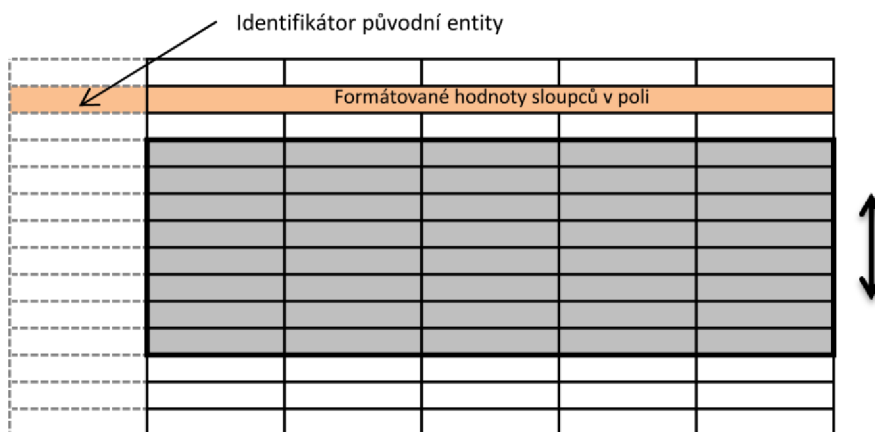 Identifikátor původní entity
Formátované hodnoty sloupců v poli